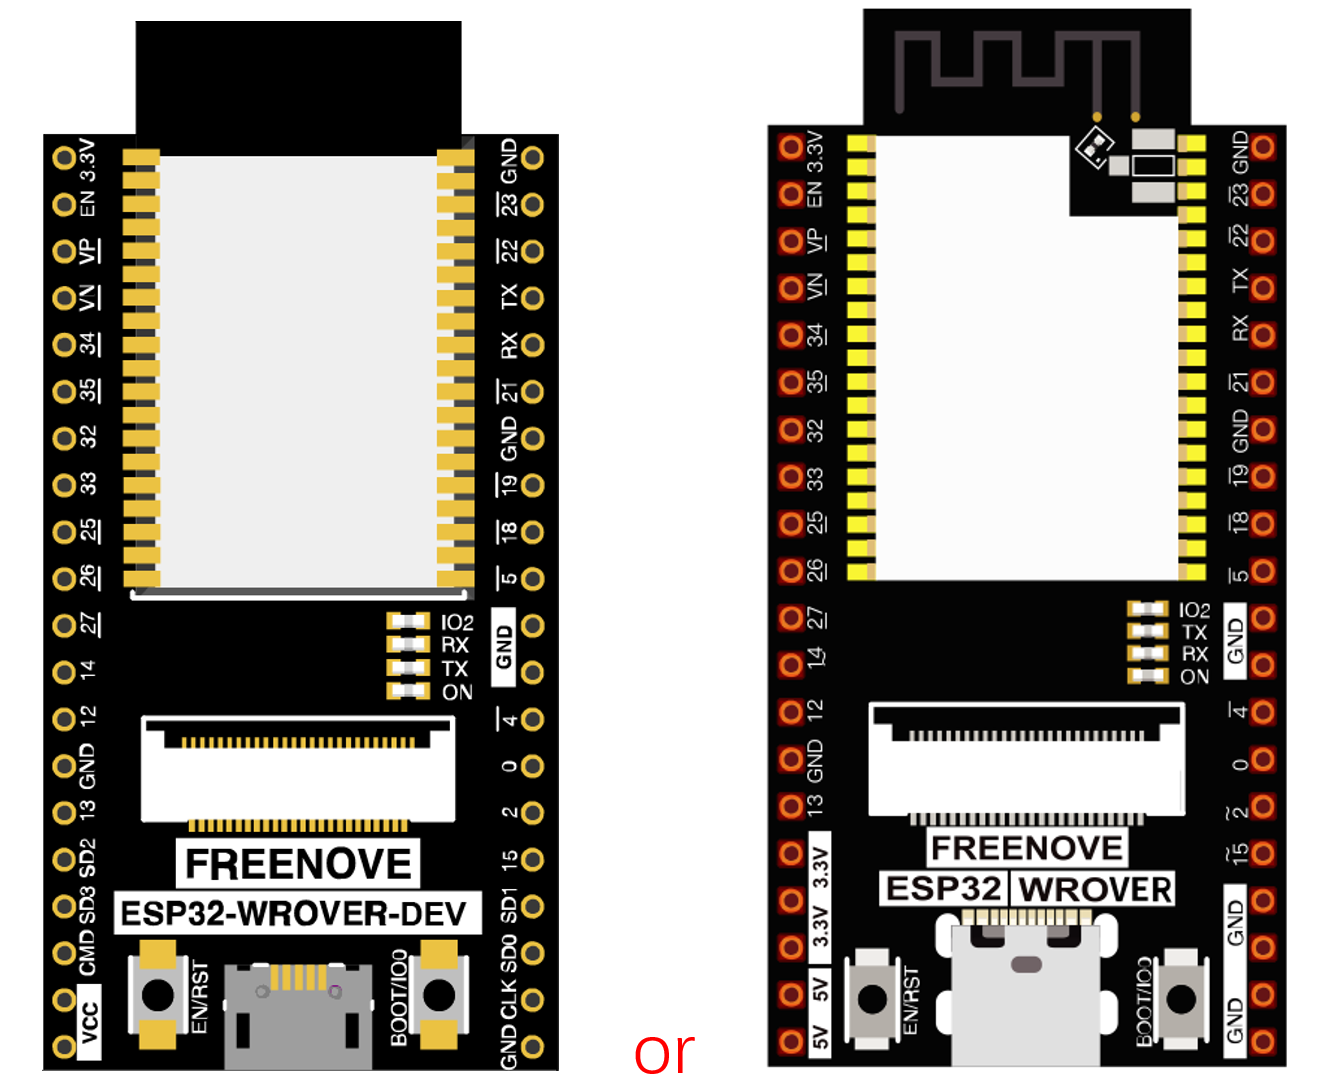 3.3V
EN
VP
VN
34
35
32
33
25
26
27
14
12
GND
13
SD2
SD3
CMD
VCC
GND
23
22
TX
RX
21
GND
19
18
5
GND
4
0
2
15
SD1
SD0
CLK
GND
IO2
RX
TX
ON
FREENOVE
ESP32-WROVER-DEV
EN/RST
BOOT/IO0
or
3.3V
EN
VP
VN
34
35
32
33
25
26
27
14
12
GND
13
3.3V
3.3V
5V
5V
GND
23
22
TX
RX
21
GND
19
18
5
GND
4
0
2
15
GND
GND
IO2
TX
RX
ON
FREENOVE
ESP32 WROVER
EN/RST
BOOT/IO0